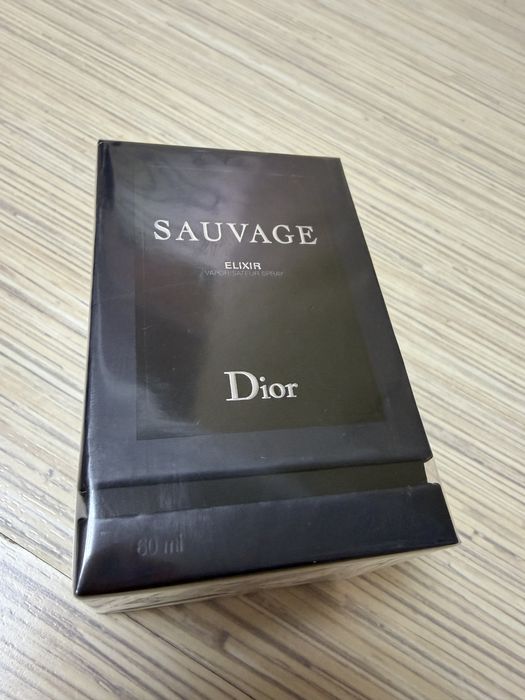 SAUVAGE
ELIXIR
VAPORISATEUR SPRAY
Dior
60 ml